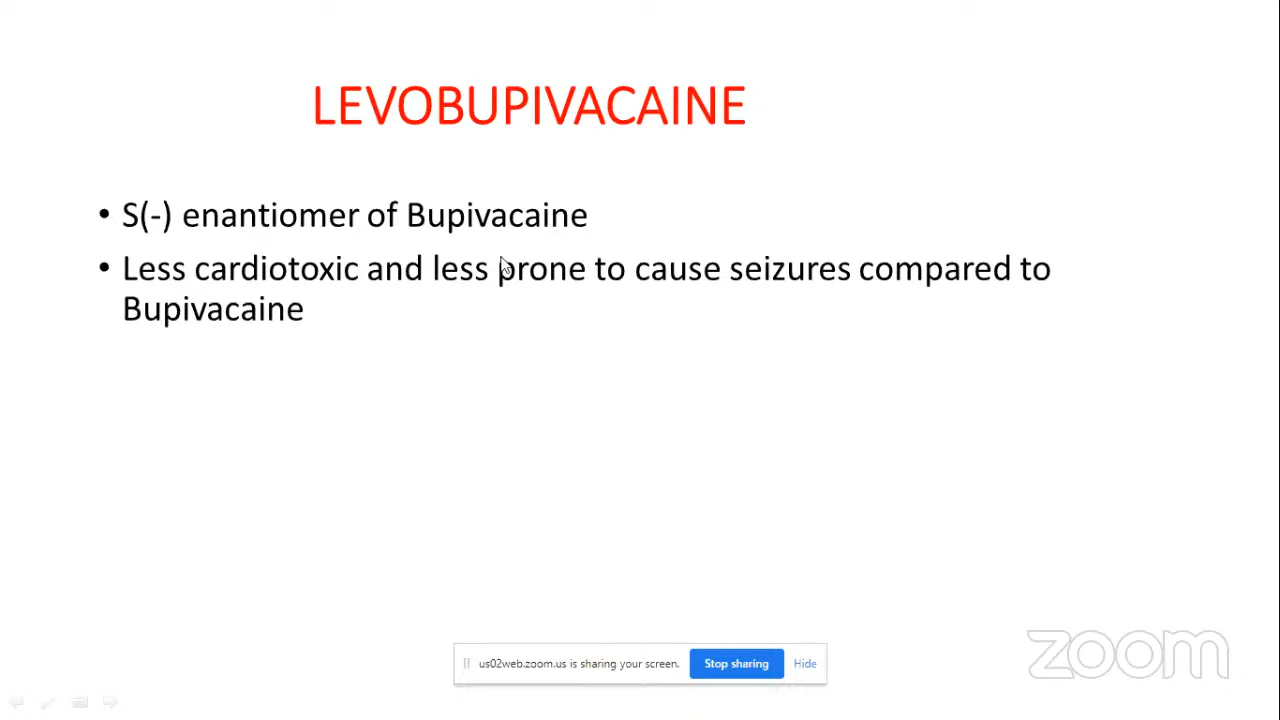 LEVOBUPIVACAINE
• S(-) enantiomer of Bupivacaine
• Less cardiotoxic and less prone to cause seizures compared to
Bupivacaine
us02web.zoom.us is sharing your screen. Stop sharing Hide
zoom